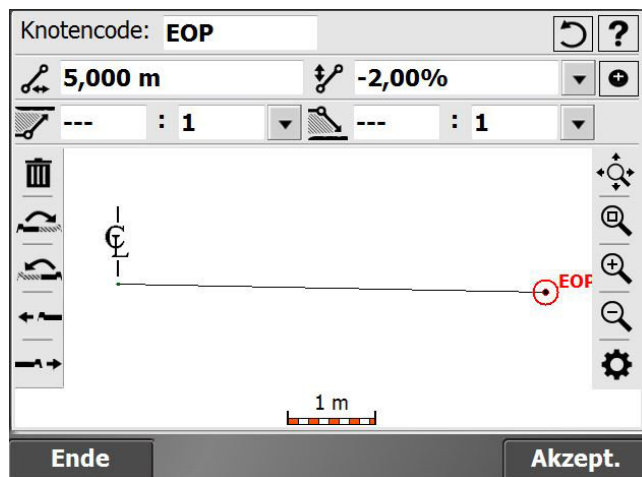 Knotencode: EOP ?
5,000 m -2,00%
--- : 1 --- : 1
CL
EOP
1 m
Ende Akzept.